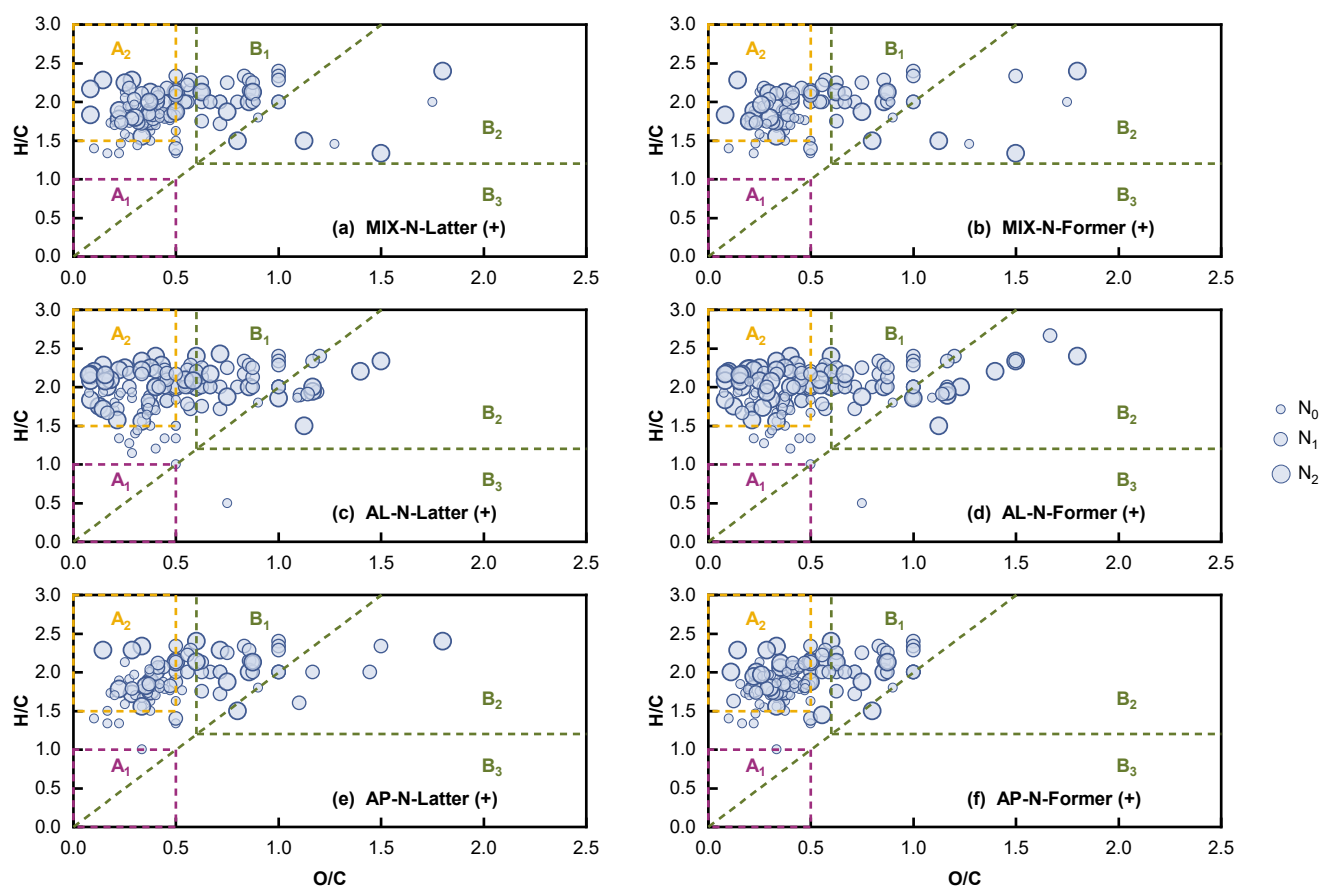 3.0
2.5
2.0
1.5
1.0
0.5
0.0
H/C
A₂
B₁
B₂
A₁
B₃
(a) MIX-N-Latter (+)
0.0 0.5 1.0 1.5 2.0 2.5
3.0
2.5
2.0
1.5
1.0
0.5
0.0
H/C
A₂
B₁
B₂
A₁
B₃
(b) MIX-N-Former (+)
0.0 0.5 1.0 1.5 2.0 2.5
3.0
2.5
2.0
1.5
1.0
0.5
0.0
H/C
A₂
B₁
B₂
A₁
B₃
(c) AL-N-Latter (+)
0.0 0.5 1.0 1.5 2.0 2.5
3.0
2.5
2.0
1.5
1.0
0.5
0.0
H/C
A₂
B₁
B₂
A₁
B₃
(d) AL-N-Former (+)
0.0 0.5 1.0 1.5 2.0 2.5
N₀
N₁
N₂
3.0
2.5
2.0
1.5
1.0
0.5
0.0
H/C
A₂
B₁
B₂
A₁
B₃
(e) AP-N-Latter (+)
0.0 0.5 1.0 1.5 2.0 2.5
O/C
3.0
2.5
2.0
1.5
1.0
0.5
0.0
H/C
A₂
B₁
B₂
A₁
B₃
(f) AP-N-Former (+)
0.0 0.5 1.0 1.5 2.0 2.5
O/C